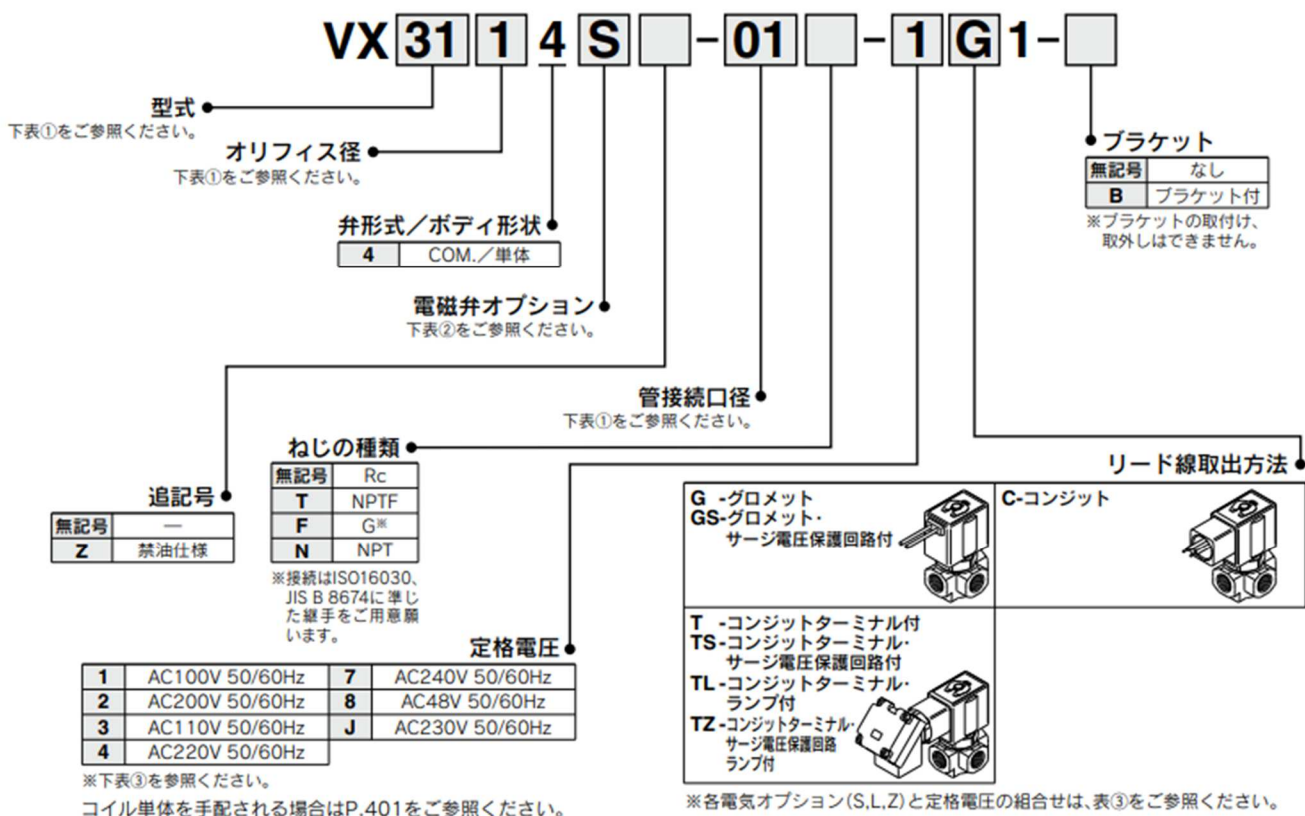 VX 31 1 4 S - 01 - 1 G 1 -
型式
下表①をご参照ください。
オリフィス径
下表①をご参照ください。
弁形式／ボディ形状
4 COM.／単体
電磁弁オプション
下表②をご参照ください。
ブラケット
無記号 なし
B ブラケット付
※ブラケットの取付け、
取外しはできません。
管接続口径
下表①をご参照ください。
追記号
無記号 ―
Z 禁油仕様
ねじの種類
無記号 Rc
T NPTF
F G※
N NPT
※接続はISO16030、
JIS B 8674に準じ
た継手をご用意願
います。
定格電圧
1 AC100V 50/60Hz 7 AC240V 50/60Hz
2 AC200V 50/60Hz 8 AC48V 50/60Hz
3 AC110V 50/60Hz J AC230V 50/60Hz
4 AC220V 50/60Hz
※下表③を参照ください。
コイル単体を手配される場合はP.401をご参照ください。
リード線取出方法
G -グロメット
GS-グロメット・
サージ電圧保護回路付
C-コンジット
T -コンジットターミナル付
TS-コンジットターミナル・
サージ電圧保護回路付
TL-コンジットターミナル・
ランプ付
TZ-コンジットターミナル・
サージ電圧保護回路
ランプ付
※各電気オプション(S,L,Z)と定格電圧の組合せは、表③をご参照ください。